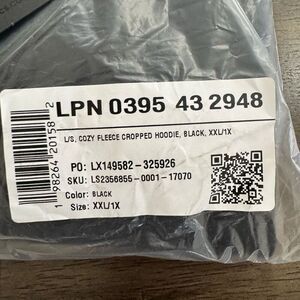 LPN 0395 43 2948
L/S, COZY FLEECE CROPPED HOODIE, BLACK, XXL/1X
PO: LX149582-325926
SKU: LS2356855-0001-17070
Color: BLACK
Size: XXL/1X
1 98264 20158 2